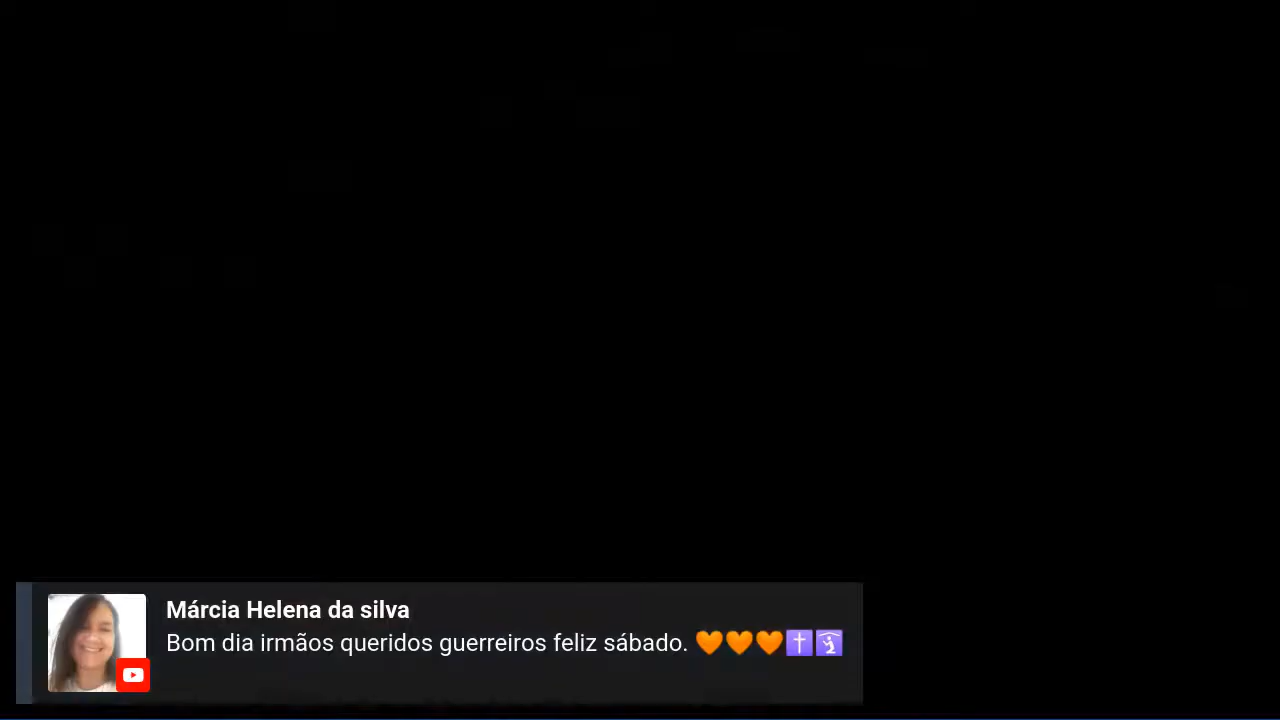 Márcia Helena da silva
Bom dia irmãos queridos guerreiros feliz sábado. 🧡🧡🧡✝️🛐